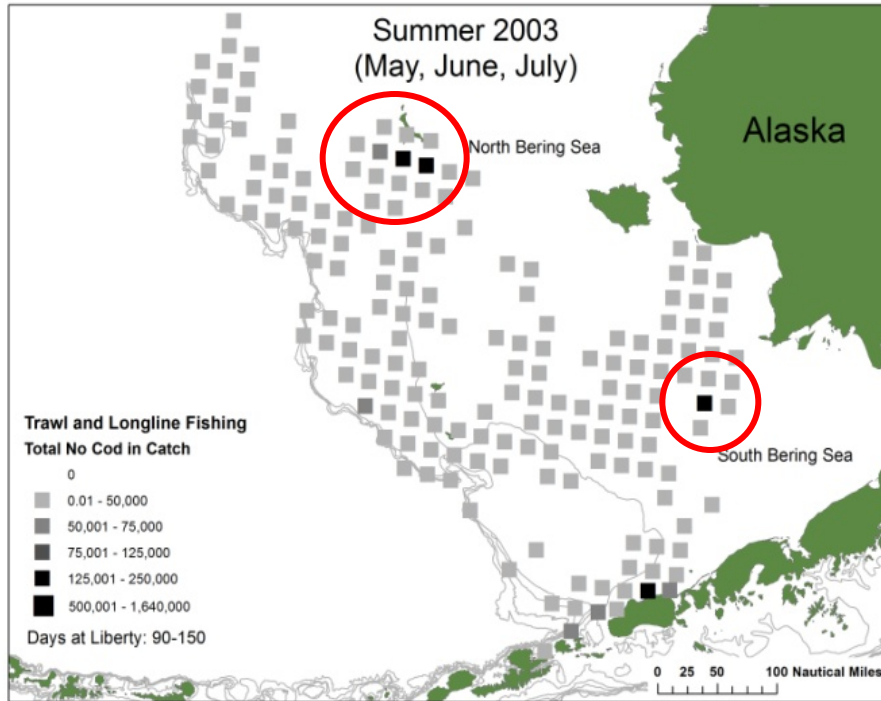 Summer 2003
(May, June, July)
Alaska
North Bering Sea
Trawl and Longline Fishing
Total No Cod in Catch
0
0.01 - 50,000
50,001 - 75,000
75,001 - 125,000
125,001 - 250,000
500,001 - 1,640,000
Days at Liberty: 90-150
South Bering Sea
0 25 50 100 Nautical Miles